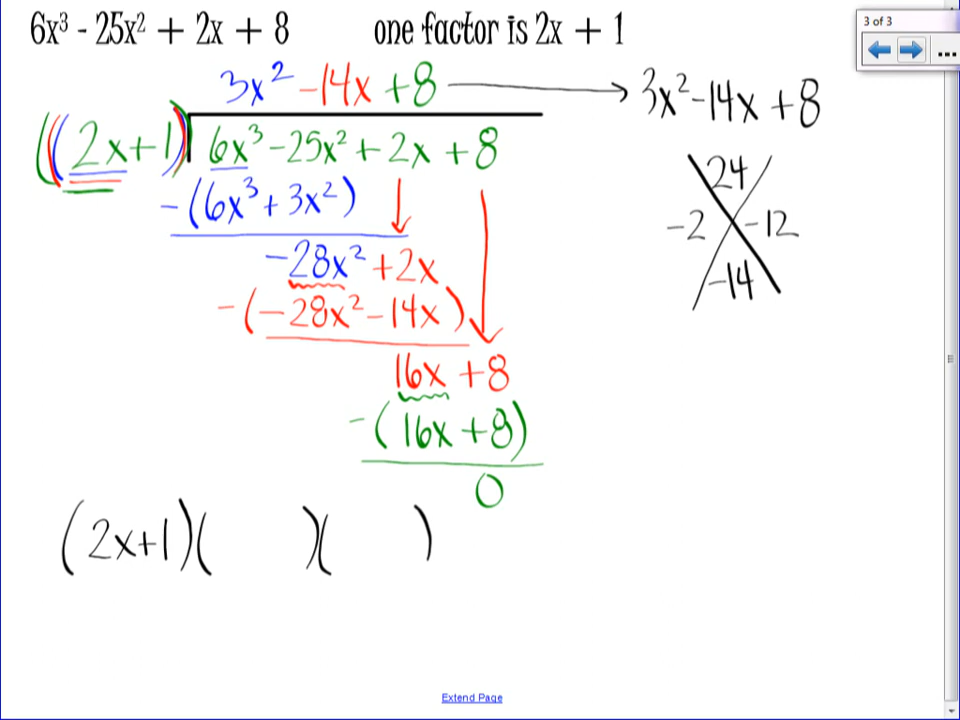 6x³ - 25x² + 2x + 8 one factor is 2x + 1
3 of 3
...
3x² -14x +8
3x² -14x +8
((2x+1) 6x³ -25x² + 2x + 8
-(6x³ + 3x²)
-28x² +2x
-(-28x² -14x)
16x +8
-(16x +8)
0
24
-2 -12
-14
(2x+1)( )( )
Extend Page